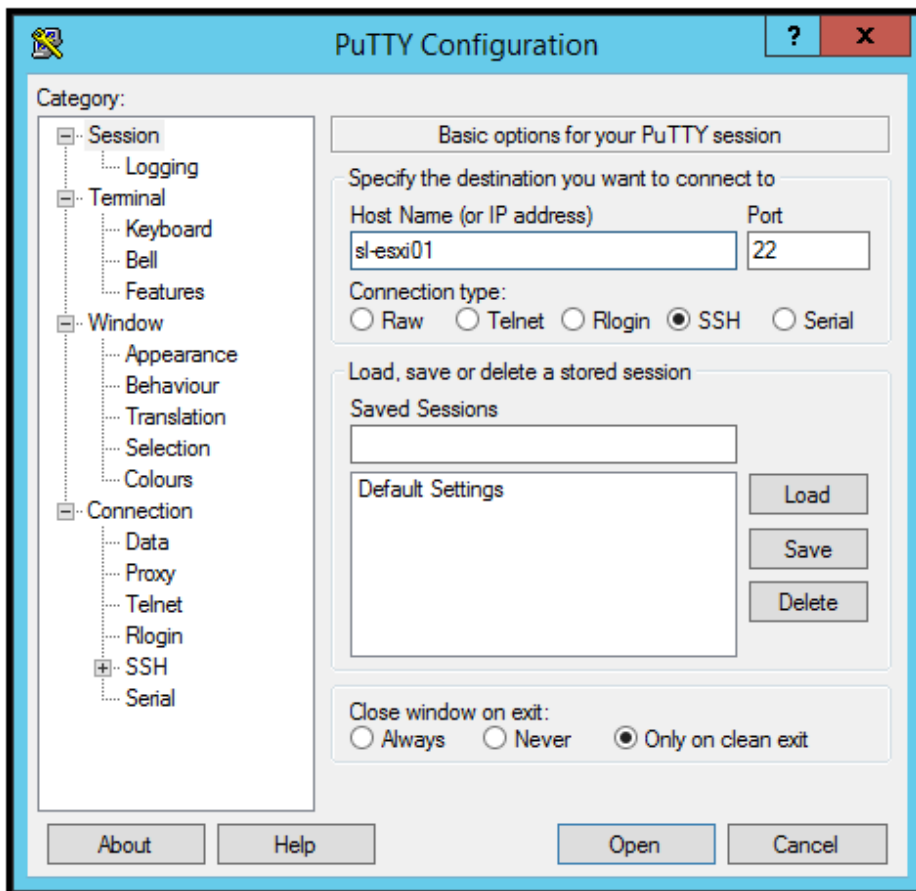 PuTTY Configuration
? x
Category:
Session
Logging
Terminal
Keyboard
Bell
Features
Window
Appearance
Behaviour
Translation
Selection
Colours
Connection
Data
Proxy
Telnet
Rlogin
SSH
Serial
Basic options for your PuTTY session
Specify the destination you want to connect to
Host Name (or IP address) Port
sl-esxi01 22
Connection type:
Raw Telnet Rlogin SSH Serial
Load, save or delete a stored session
Saved Sessions
Default Settings
Load
Save
Delete
Close window on exit:
Always Never Only on clean exit
About Help Open Cancel